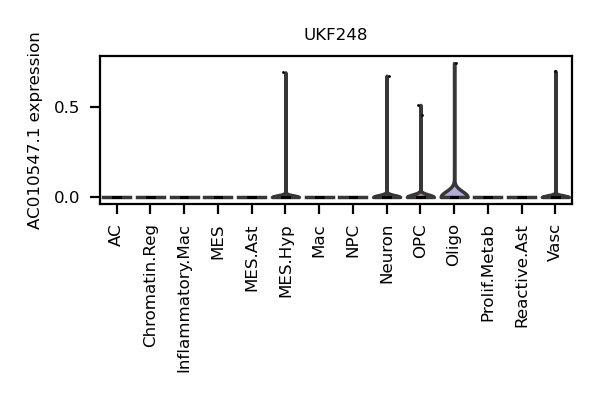 UKF248
AC010547.1 expression
0.5
0.0
AC
Chromatin.Reg
Inflammatory.Mac
MES
MES.Ast
MES.Hyp
Mac
NPC
Neuron
OPC
Oligo
Prolif.Metab
Reactive.Ast
Vasc